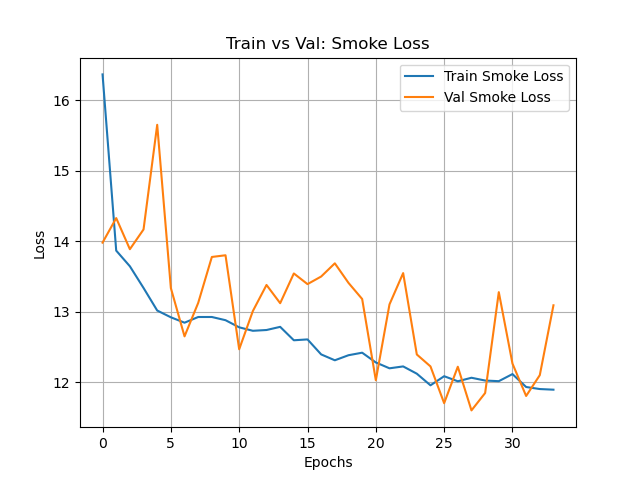 Train vs Val: Smoke Loss
Train Smoke Loss
Val Smoke Loss
Loss
16
15
14
13
12
0 5 10 15 20 25 30
Epochs